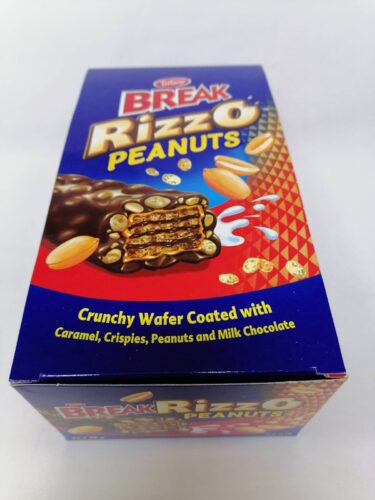 BREAK
RizzO
PEANUTS
Crunchy Wafer Coated with
Caramel, Crispies, Peanuts and Milk Chocolate
BREAK RizzO
PEANUTS